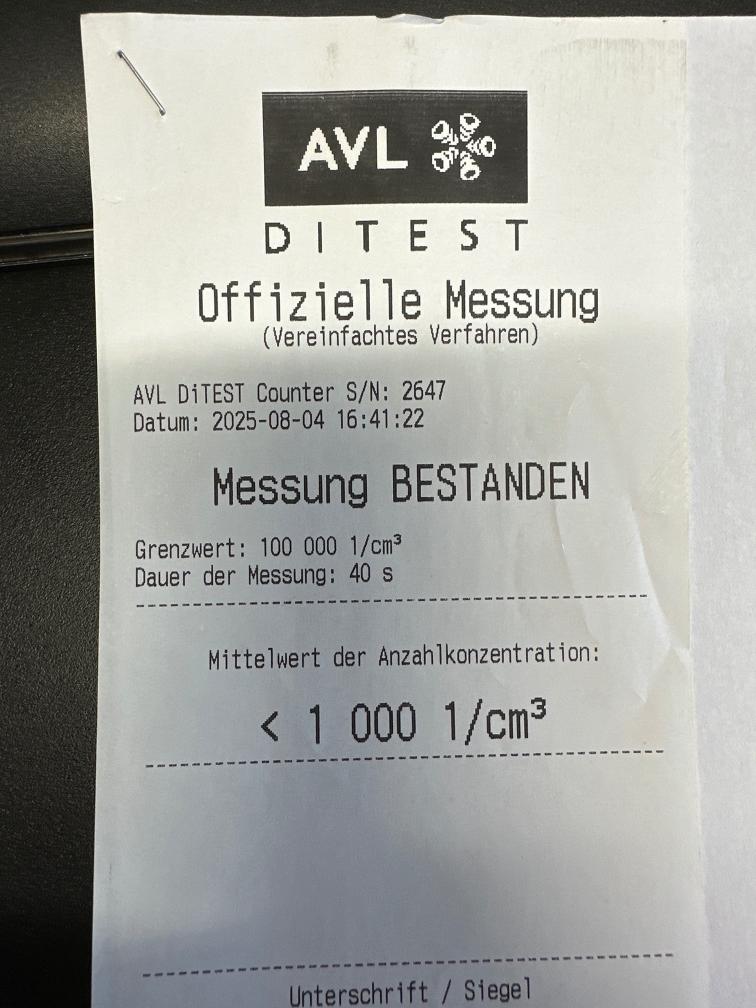 AVL
DITEST
Offizielle Messung
(Vereinfachtes Verfahren)
AVL DiTEST Counter S/N: 2647
Datum: 2025-08-04 16:41:22
Messung BESTANDEN
Grenzwert: 100 000 1/cm³
Dauer der Messung: 40 s
Mittelwert der Anzahlkonzentration:
< 1 000 1/cm³
Unterschrift / Siegel